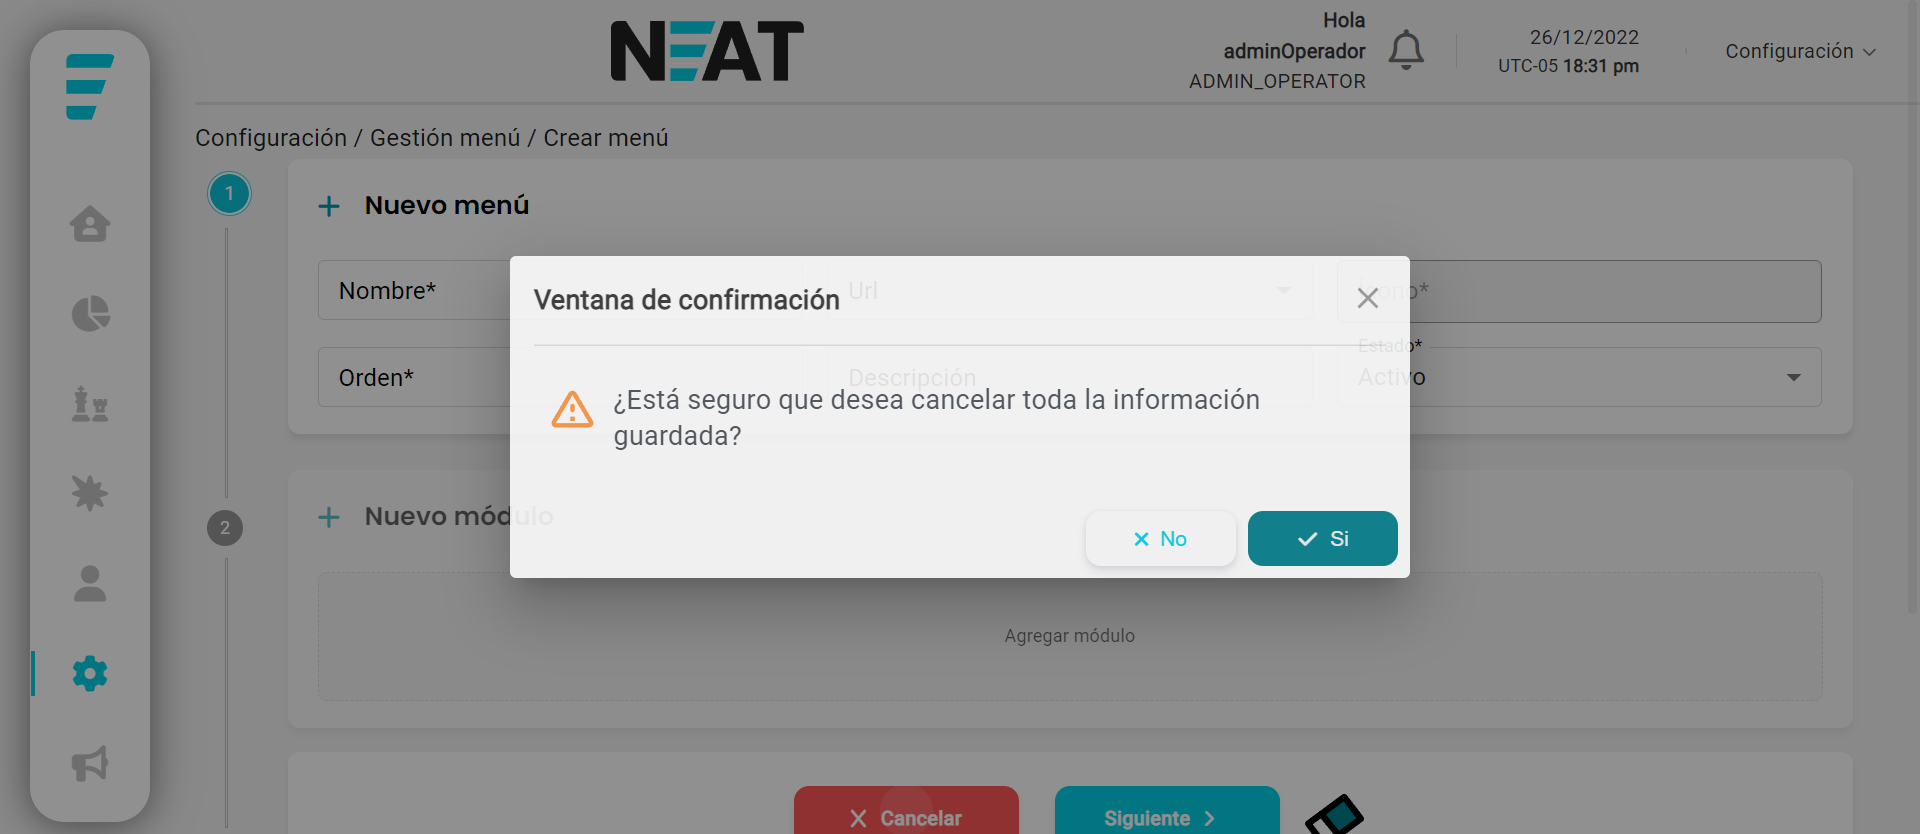 NEAT
Hola
adminOperador
ADMIN_OPERATOR
26/12/2022
UTC-05 18:31 pm
Configuración
Configuración / Gestión menú / Crear menú
1
Nuevo menú
Nombre*
Url
Icono*
Orden*
Descripción
Estado*
Activo
Ventana de confirmación
¿Está seguro que desea cancelar toda la información
guardada?
No
Si
2
Nuevo módulo
Agregar módulo
Cancelar
Siguiente